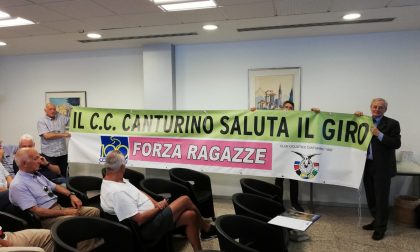 IL C.C. CANTURINO SALUTA IL GIRO
FORZA RAGAZZE